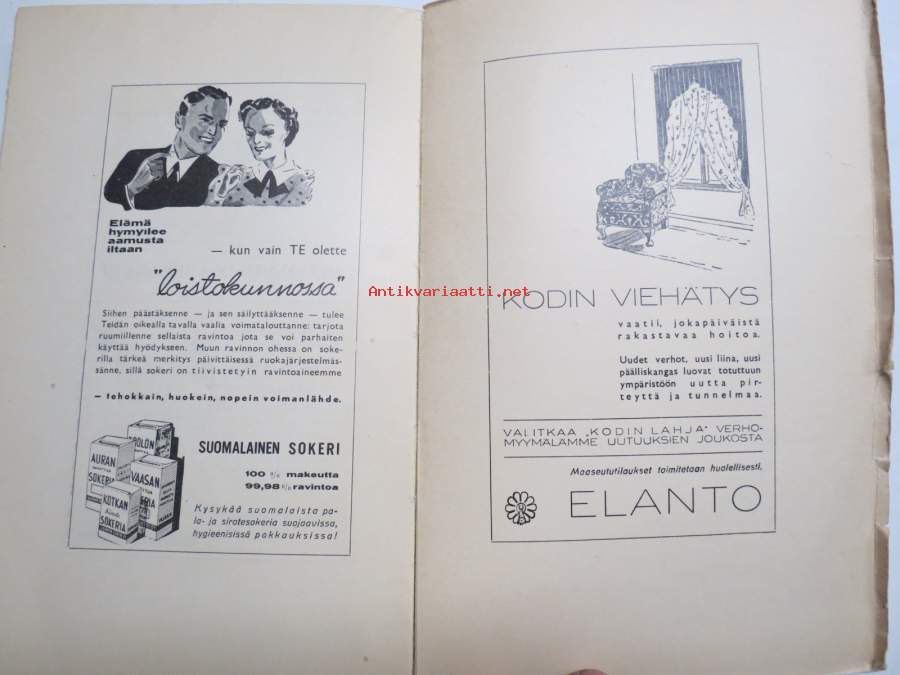 Elämä
hymyilee
aamusta
iltaan
— kun vain TE olette
"loistokunnossa"
Siihen päästäksenne — ja sen säilyttääksenne — tulee
Teidän oikealla tavalla vaalia voimatalouttanne: tarjota
ruumiillenne sellaista ravintoa jota se voi parhaiten
käyttää hyödykseen. Muun ravinnon ohessa on soke-
rilla tärkeä merkitys päivittäisessä ruokajärjestelmäs-
sänne, sillä sokeri on tiivistetyin ravintoaineemme
— tehokkain, huokein, nopein voimanlähde.
AURAN
SOKERIA
VAASAN
KOTKAN
SOKERIA
SUOMALAINEN SOKERI
100 % makeutta
99,98 % ravintoa
Kysykää suomalaista pa-
la- ja sirotesokeria suojaavissa,
hygieenisissä pakkauksissa!
Antikvariaatti.net
KODIN VIEHÄTYS
vaatii, jokapäiväistä
rakastavaa hoitoa.
Uudet verhot, uusi liina, uusi
päälliskangas luovat totuttuun
ympäristöön uutta pir-
teyttä ja tunnelmaa.
VALITKAA „KODIN LAHJA" VERHO-
MYYMÄLÄMME UUTUUKSIEN JOUKOSTA
Maaseututilaukset toimitetaan huolellisesti.
ELANTO